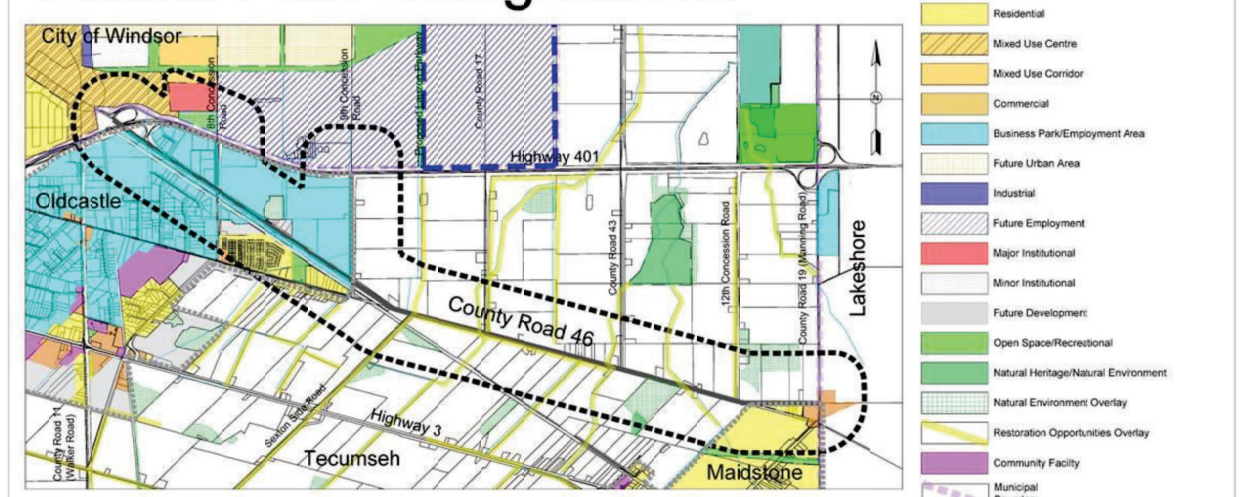 City of Windsor
8th Concession
Road
9th Concession
Road
County Road 17
Highway 401
Oldcastle
County Road 43
12th Concession Road
County Road 19 (Manning Road)
Lakeshore
County Road 46
Sexton Side Road
Highway 3
County Road 11
(Walker Road)
Tecumseh
Maidstone
N
Residential
Mixed Use Centre
Mixed Use Corridor
Commercial
Business Park/Employment Area
Future Urban Area
Industrial
Future Employment
Major Institutional
Minor Institutional
Future Development
Open Space/Recreational
Natural Heritage/Natural Environment
Natural Environment Overlay
Restoration Opportunities Overlay
Community Facilty
Municipal